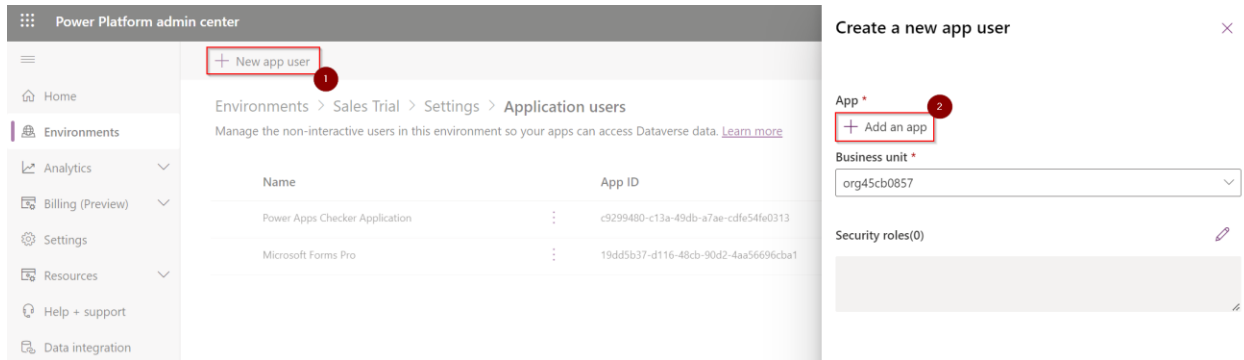 Power Platform admin center
Home
Environments
Analytics
Billing (Preview)
Settings
Resources
Help + support
Data integration
+ New app user
1
Environments > Sales Trial > Settings > Application users
Manage the non-interactive users in this environment so your apps can access Dataverse data. Learn more
Name App ID
Power Apps Checker Application c9299480-c13a-49db-a7ae-cdfe54fe0313
Microsoft Forms Pro 19dd5b37-d116-48cb-90d2-4aa56696cba1
Create a new app user
App *
2
+ Add an app
Business unit *
org45cb0857
Security roles(0)